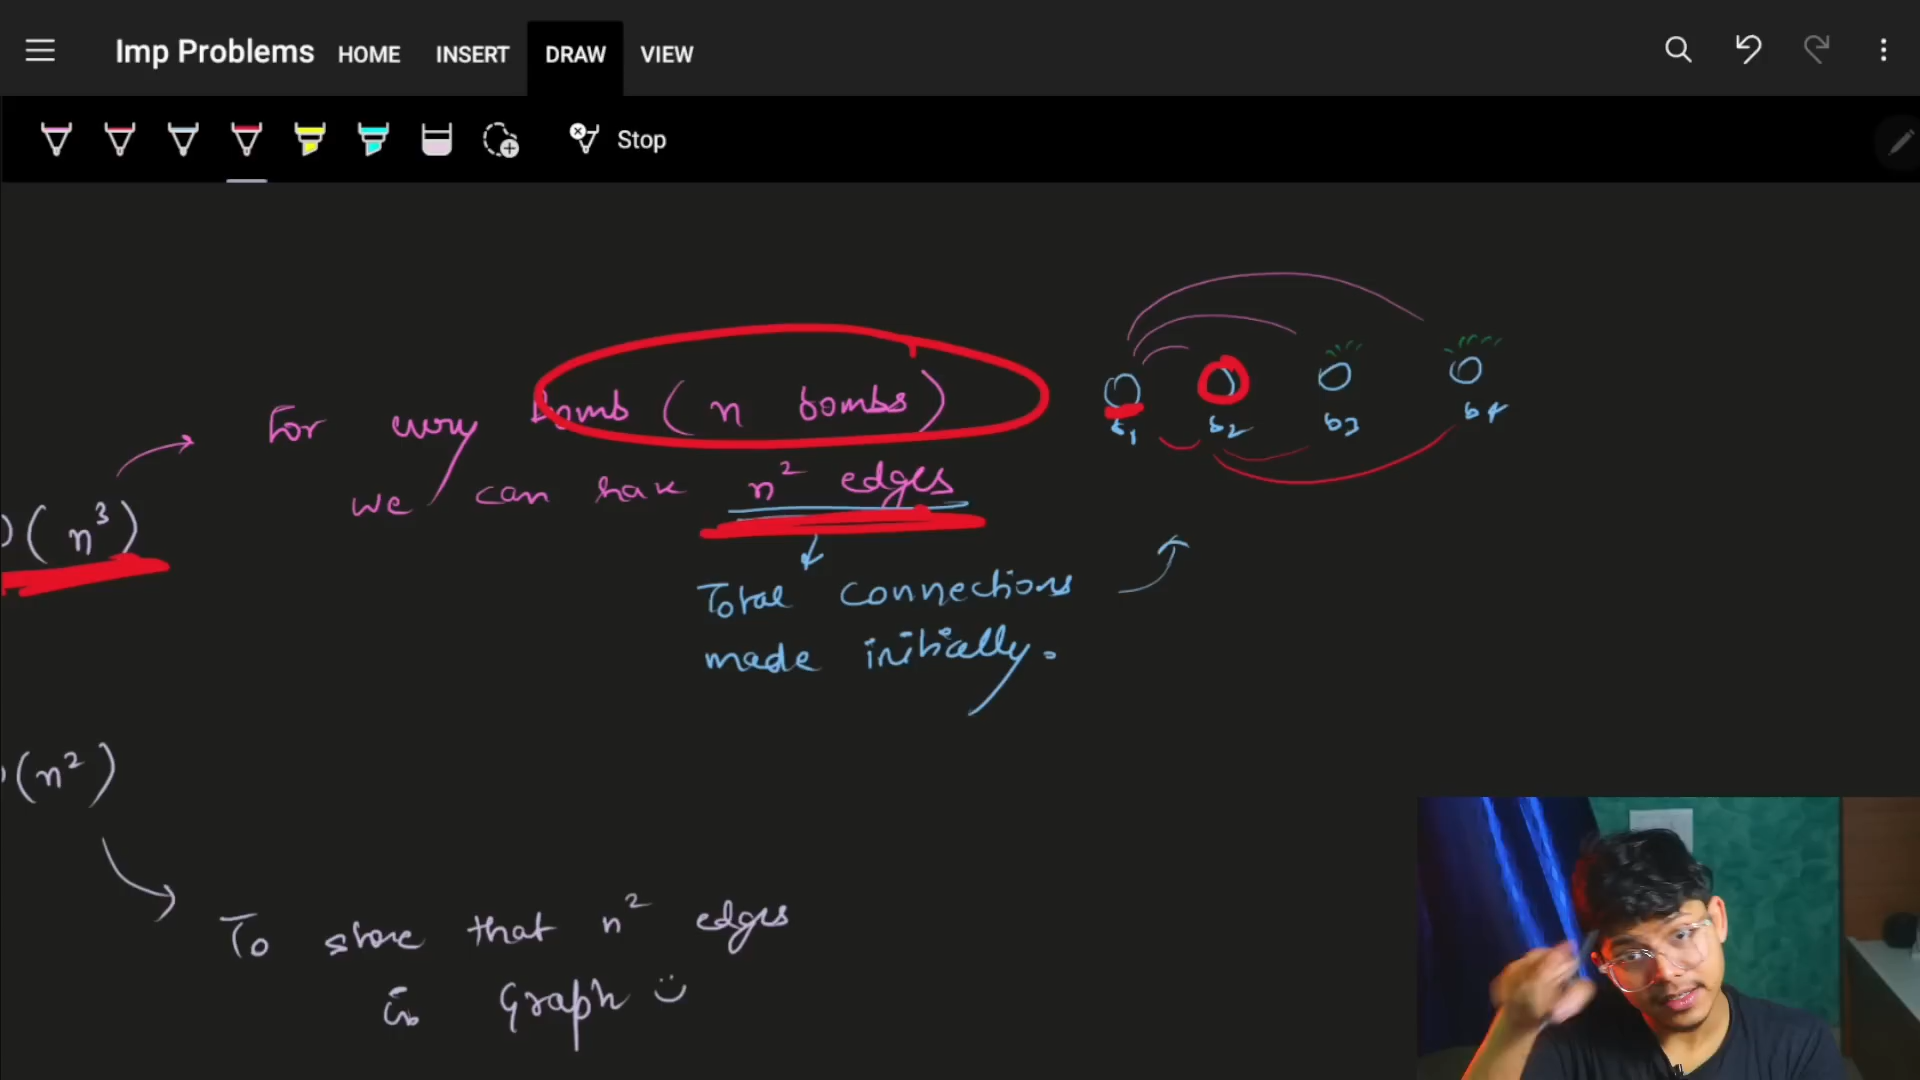 Imp Problems HOME INSERT DRAW VIEW
Stop
For every Bomb ( n bombs )
b1 b2 b3 b4
we can have n² edges
O( n³ )
Total connections
made initially.
O(n²)
To store that n² edges
in Graph